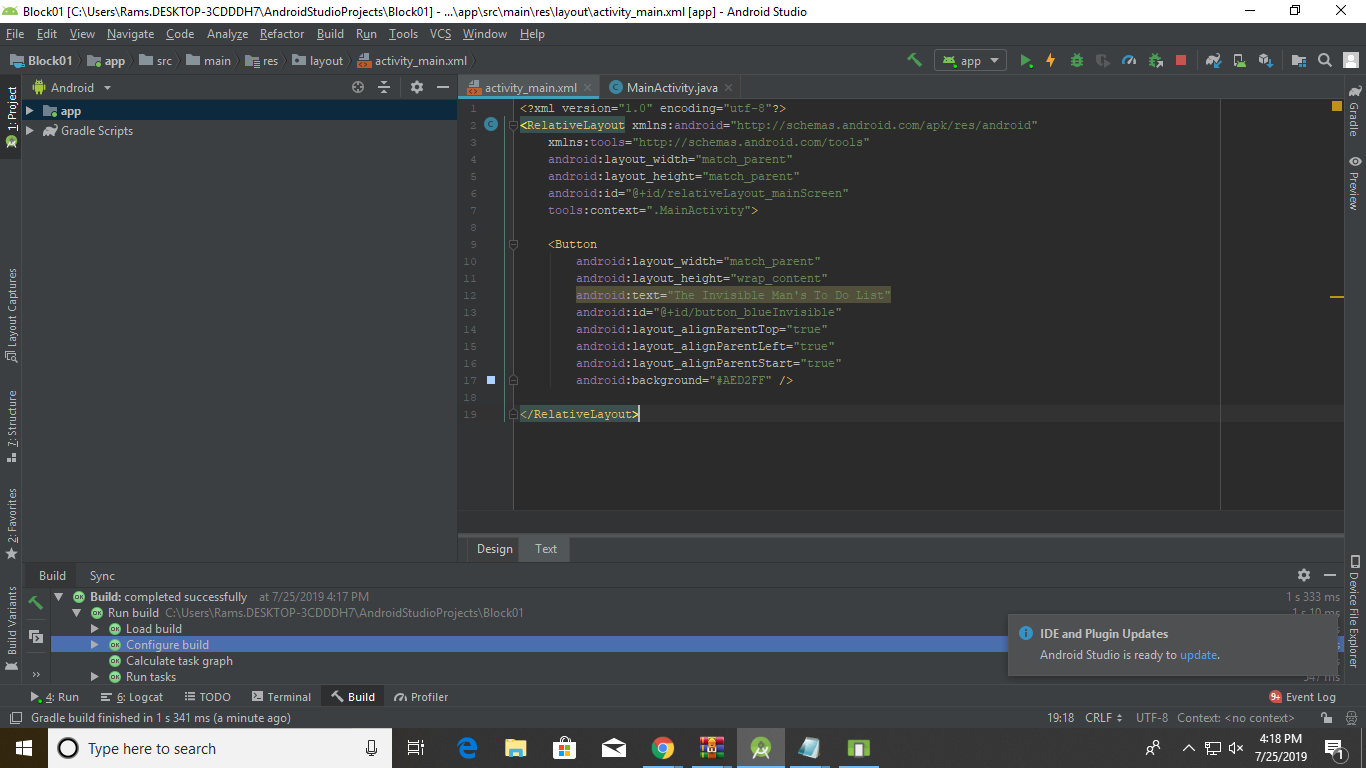 Block01 [C:\Users\Rams.DESKTOP-3CDDDH7\AndroidStudioProjects\Block01] - ...\app\src\main\res\layout\activity_main.xml [app] - Android Studio
File Edit View Navigate Code Analyze Refactor Build Run Tools VCS Window Help
Block01 app src main res layout activity_main.xml app
Android
activity_main.xml MainActivity.java
1: Project
app
Gradle Scripts
Layout Captures
7: Structure
2: Favorites
Build Variants
1 <?xml version="1.0" encoding="utf-8"?>
2 <RelativeLayout xmlns:android="http://schemas.android.com/apk/res/android"
3 xmlns:tools="http://schemas.android.com/tools"
4 android:layout_width="match_parent"
5 android:layout_height="match_parent"
6 android:id="@+id/relativeLayout_mainScreen"
7 tools:context=".MainActivity">
8
9 <Button
10 android:layout_width="match_parent"
11 android:layout_height="wrap_content"
12 android:text="The Invisible Man's To Do List"
13 android:id="@+id/button_blueInvisible"
14 android:layout_alignParentTop="true"
15 android:layout_alignParentLeft="true"
16 android:layout_alignParentStart="true"
17 android:background="#AED2FF" />
18
19 </RelativeLayout>
Gradle
Preview
Device File Explorer
Design Text
Build Sync
Build: completed successfully at 7/25/2019 4:17 PM 1 s 333 ms
Run build C:\Users\Rams.DESKTOP-3CDDDH7\AndroidStudioProjects\Block01 1 s 10 ms
Load build
Configure build
Calculate task graph
Run tasks 547 ms
IDE and Plugin Updates
Android Studio is ready to update.
4: Run 6: Logcat TODO Terminal Build Profiler 9+ Event Log
Gradle build finished in 1 s 341 ms (a minute ago) 19:18 CRLF UTF-8 Context: <no context>
Type here to search
4:18 PM
7/25/2019
1